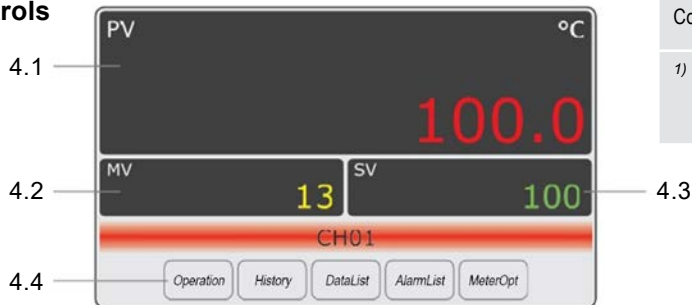 rols
Co
1)
PV °C
4.1
100.0
MV SV
4.2 13 100 4.3
CH01
4.4 Operation History DataList AlarmList MeterOpt